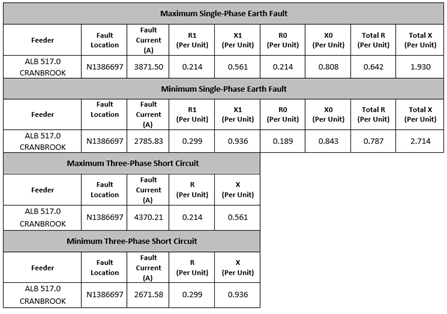 Maximum Single-Phase Earth Fault
Feeder Fault Location Fault Current (A) R1 (Per Unit) X1 (Per Unit) R0 (Per Unit) X0 (Per Unit) Total R (Per Unit) Total X (Per Unit)
ALB 517.0 CRANBROOK N1386697 3871.50 0.214 0.561 0.214 0.808 0.642 1.930
Minimum Single-Phase Earth Fault
Feeder Fault Location Fault Current (A) R1 (Per Unit) X1 (Per Unit) R0 (Per Unit) X0 (Per Unit) Total R (Per Unit) Total X (Per Unit)
ALB 517.0 CRANBROOK N1386697 2785.83 0.299 0.936 0.189 0.843 0.787 2.714
Maximum Three-Phase Short Circuit
Feeder Fault Location Fault Current (A) R (Per Unit) X (Per Unit)
ALB 517.0 CRANBROOK N1386697 4370.21 0.214 0.561
Minimum Three-Phase Short Circuit
Feeder Fault Location Fault Current (A) R (Per Unit) X (Per Unit)
ALB 517.0 CRANBROOK N1386697 2671.58 0.299 0.936